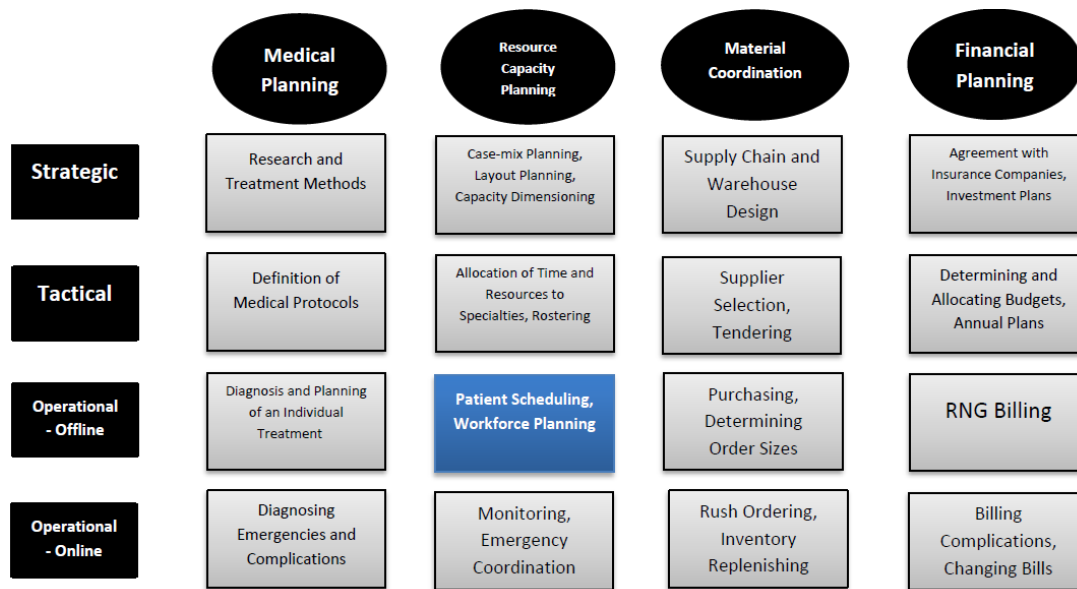 Medical
Planning
Resource
Capacity
Planning
Material
Coordination
Financial
Planning
Strategic
Research and
Treatment Methods
Case-mix Planning,
Layout Planning,
Capacity Dimensioning
Supply Chain and
Warehouse
Design
Agreement with
Insurance Companies,
Investment Plans
Tactical
Definition of
Medical Protocols
Allocation of Time and
Resources to
Specialties, Rostering
Supplier
Selection,
Tendering
Determining and
Allocating Budgets,
Annual Plans
Operational
- Offline
Diagnosis and Planning
of an Individual
Treatment
Patient Scheduling,
Workforce Planning
Purchasing,
Determining
Order Sizes
RNG Billing
Operational
- Online
Diagnosing
Emergencies and
Complications
Monitoring,
Emergency
Coordination
Rush Ordering,
Inventory
Replenishing
Billing
Complications,
Changing Bills